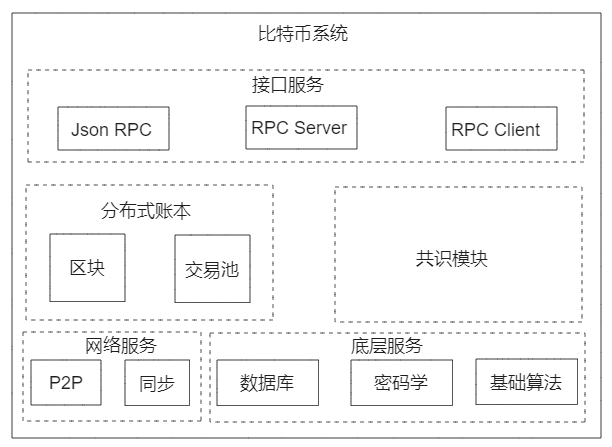 比特币系统
接口服务
Json RPC
RPC Server
RPC Client
分布式账本
区块
交易池
共识模块
网络服务
P2P
同步
底层服务
数据库
密码学
基础算法